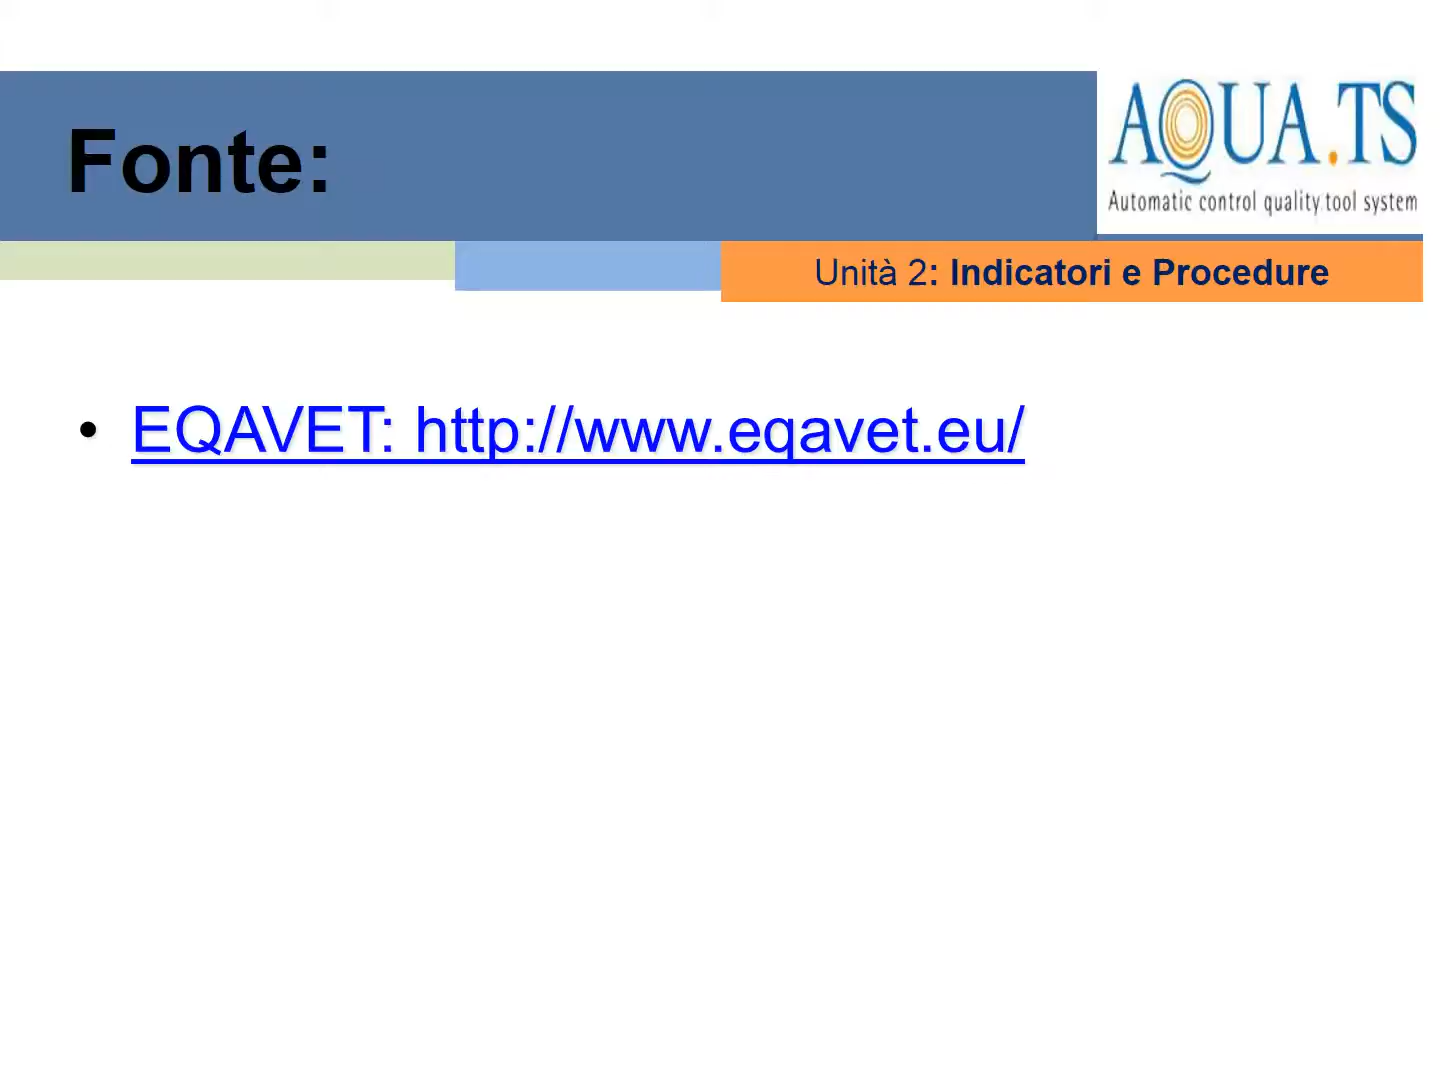 Fonte:
AQUA.TS
Automatic control quality tool system
Unità 2: Indicatori e Procedure
• EQAVET: http://www.eqavet.eu/